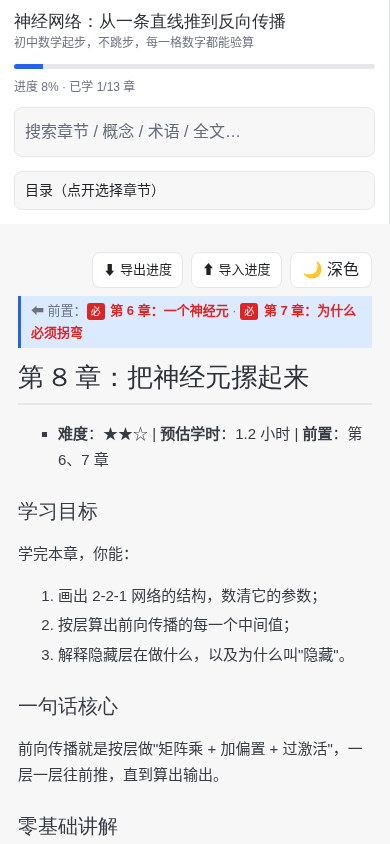 神经网络：从一条直线推到反向传播
初中数学起步，不跳步，每一格数字都能验算
进度 8% · 已学 1/13 章
搜索章节 / 概念 / 术语 / 全文…
目录（点开选择章节）
⬇ 导出进度 ⬆ 导入进度 🌙 深色
⬅ 前置：必 第 6 章：一个神经元 · 必 第 7 章：为什么
必须拐弯
第 8 章：把神经元摞起来
难度：★★☆ | 预估学时：1.2 小时 | 前置：第
6、7 章
学习目标
学完本章，你能：
1. 画出 2-2-1 网络的结构，数清它的参数；
2. 按层算出前向传播的每一个中间值；
3. 解释隐藏层在做什么，以及为什么叫"隐藏"。
一句话核心
前向传播就是按层做"矩阵乘 + 加偏置 + 过激活"，一
层一层往前推，直到算出输出。
零基础讲解